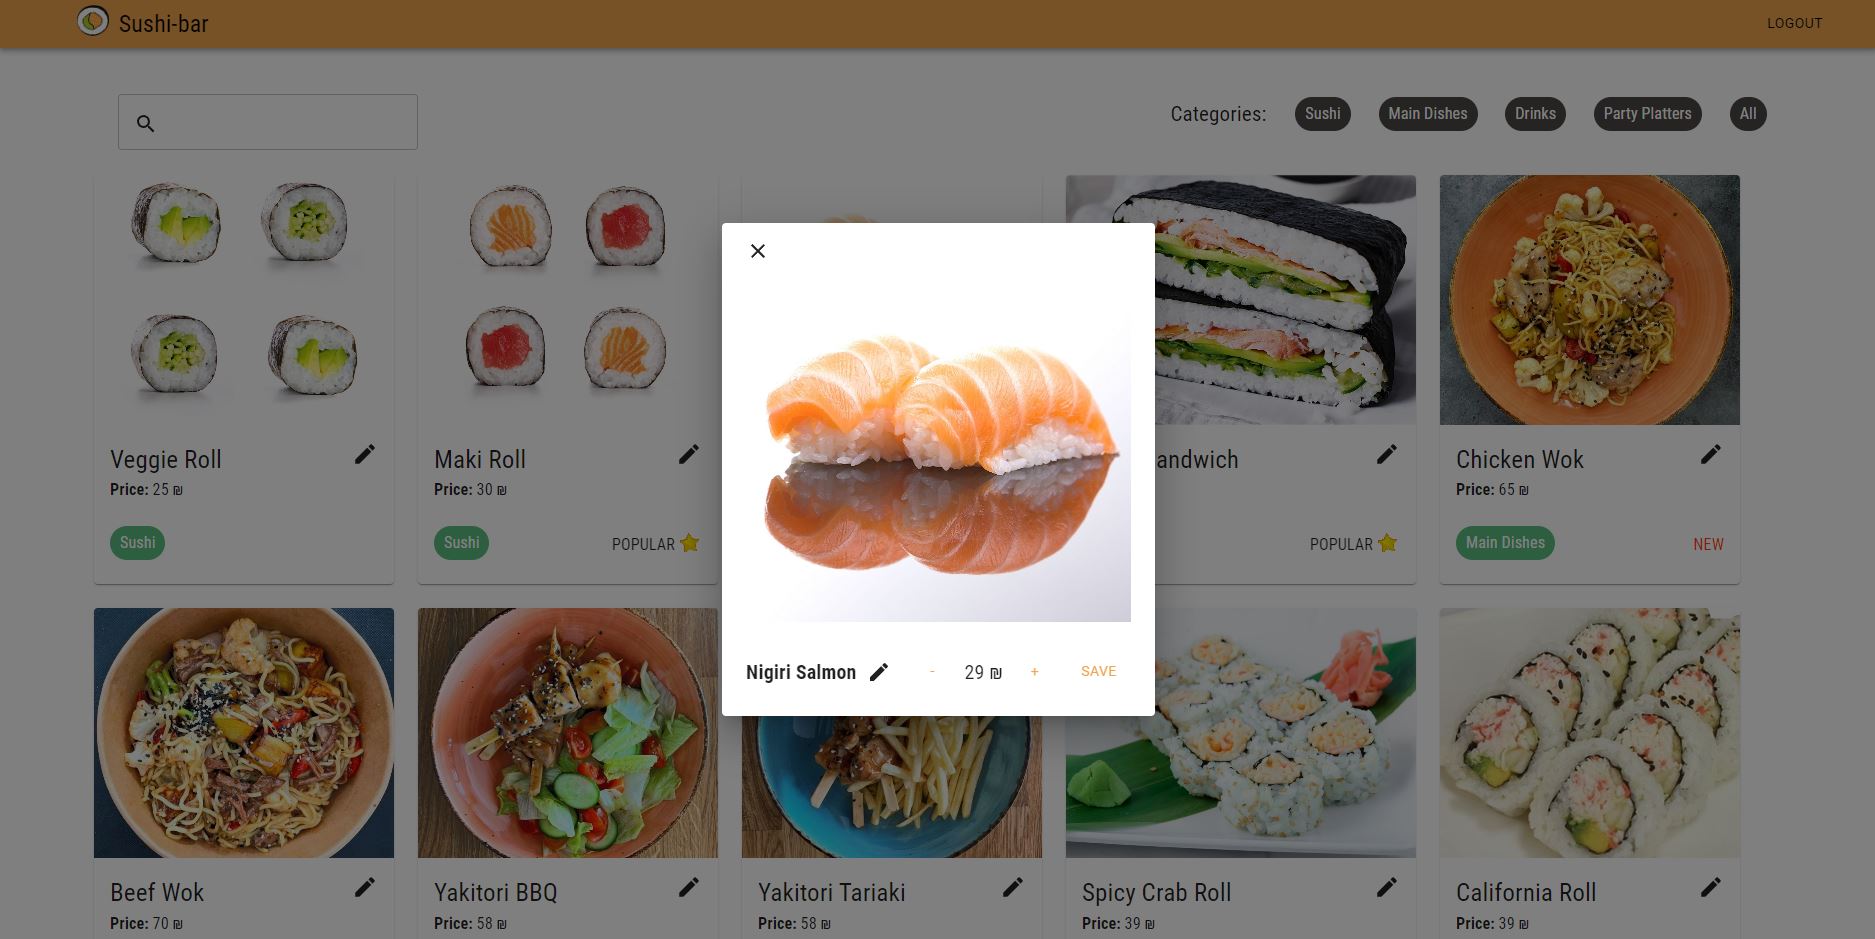 Sushi-bar
LOGOUT
Categories: Sushi Main Dishes Drinks Party Platters All
Veggie Roll
Price: 25 ₪
Sushi
Maki Roll
Price: 30 ₪
Sushi
POPULAR
Nigiri Salmon - 29 ₪ + SAVE
andwich
POPULAR
Chicken Wok
Price: 65 ₪
Main Dishes
NEW
Beef Wok
Price: 70 ₪
Yakitori BBQ
Price: 58 ₪
Yakitori Tariaki
Price: 58 ₪
Spicy Crab Roll
Price: 39 ₪
California Roll
Price: 39 ₪